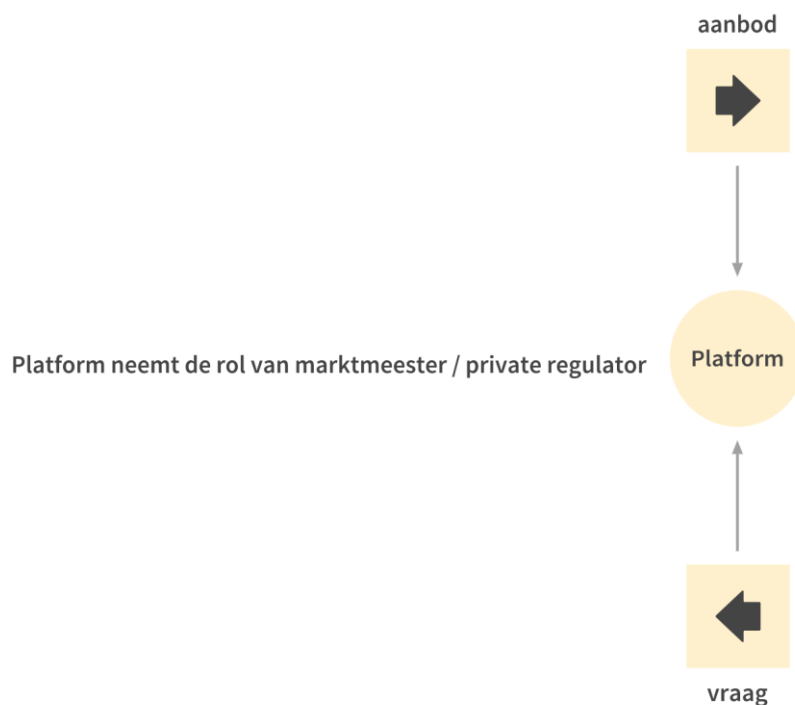 aanbod
Platform neemt de rol van marktmeester / private regulator
Platform
vraag